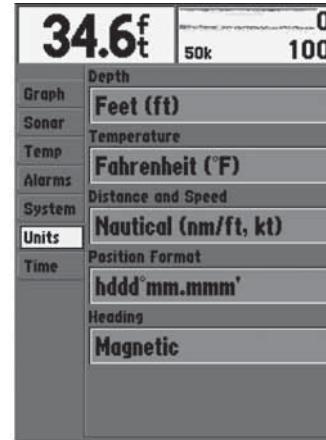 34.6ft
50k
0
100
Depth
Graph
Feet (ft)
Sonar
Temperature
Temp
Fahrenheit (°F)
Alarms
Distance and Speed
System
Nautical (nm/ft, kt)
Units
Position Format
Time
hddd°mm.mmm'
Heading
Magnetic